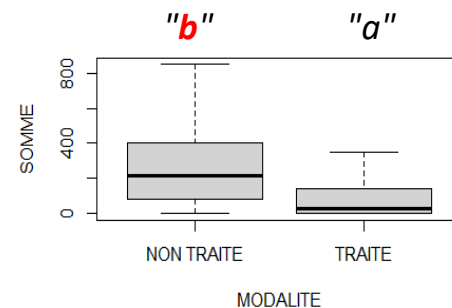 "b" "a"
800
400
0
SOMME
NON TRAITE TRAITE
MODALITE